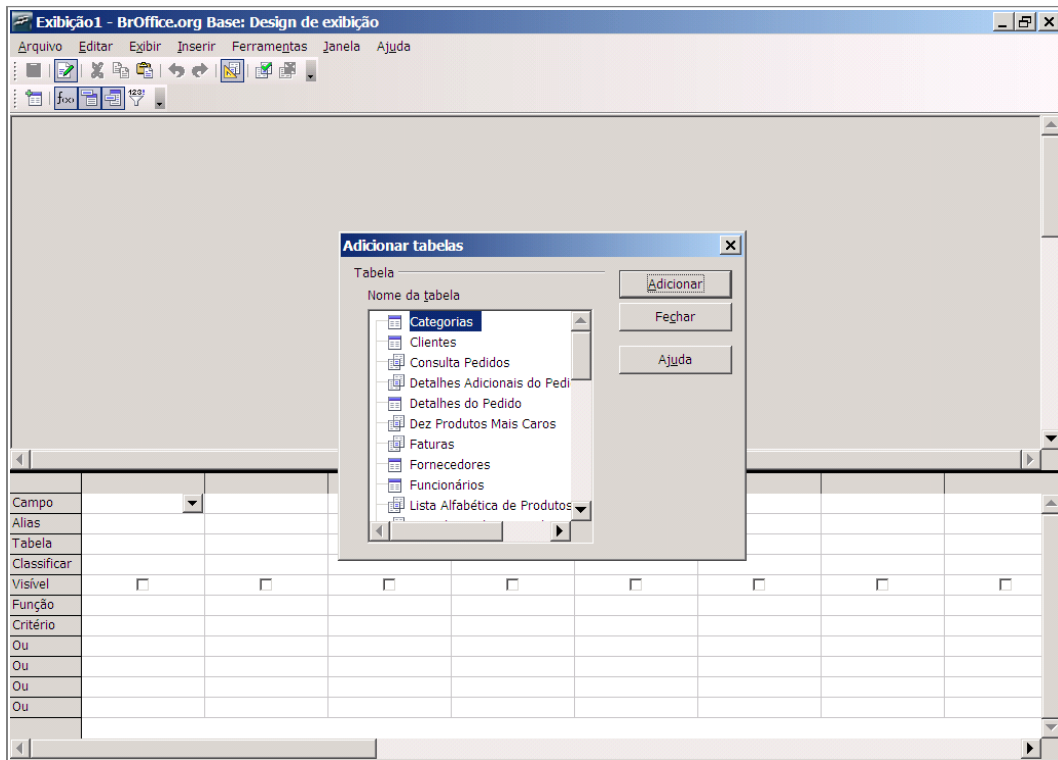 Exibição1 - BrOffice.org Base: Design de exibição
Arquivo Editar Exibir Inserir Ferramentas Janela Ajuda
Adicionar tabelas
Tabela
Nome da tabela
Adicionar
Fechar
Ajuda
Categorias
Clientes
Consulta Pedidos
Detalhes Adicionais do Pedi
Detalhes do Pedido
Dez Produtos Mais Caros
Faturas
Fornecedores
Funcionários
Lista Alfabética de Produtos
Campo
Alias
Tabela
Classificar
Visível
Função
Critério
Ou
Ou
Ou
Ou